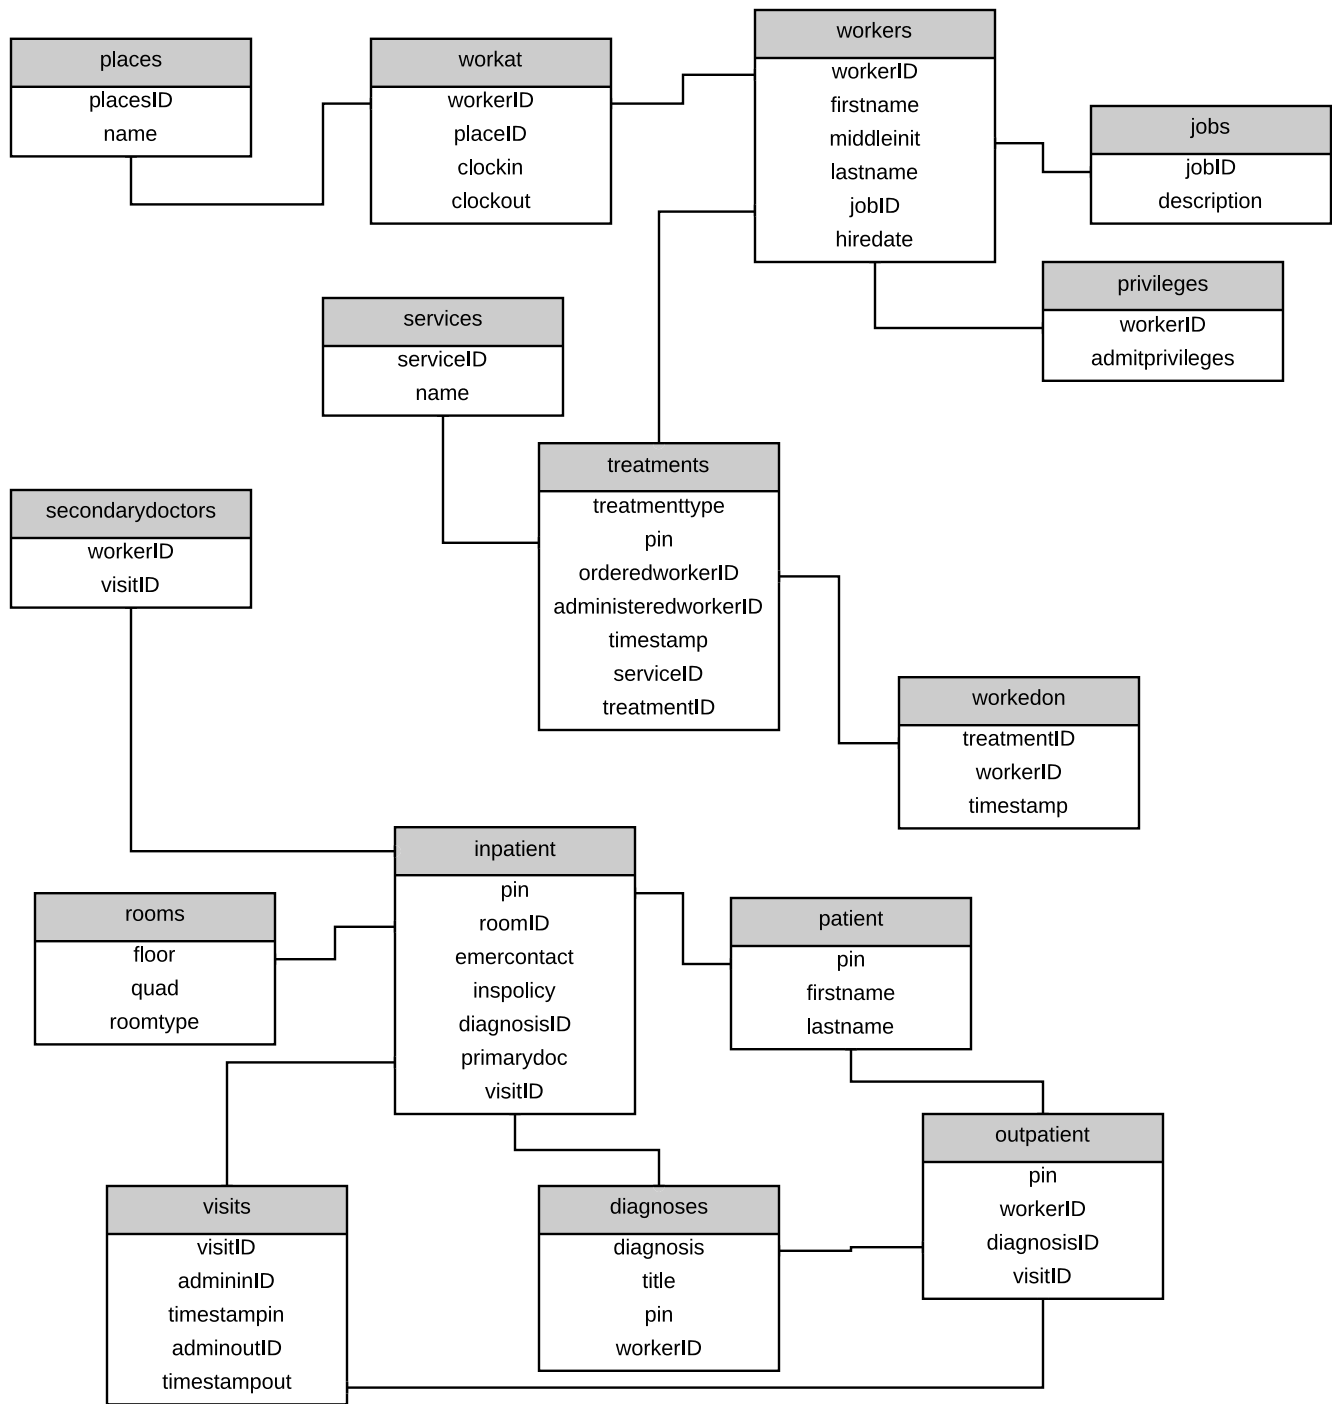 places
placesID
name
workat
workerID
placeID
clockin
clockout
workers
workerID
firstname
middleinit
lastname
jobID
hiredate
jobs
jobID
description
privileges
workerID
admitprivileges
services
serviceID
name
treatments
treatmenttype
pin
orderedworkerID
administeredworkerID
timestamp
serviceID
treatmentID
secondarydoctors
workerID
visitID
workedon
treatmentID
workerID
timestamp
inpatient
pin
roomID
emercontact
inspolicy
diagnosisID
primarydoc
visitID
rooms
floor
quad
roomtype
patient
pin
firstname
lastname
outpatient
pin
workerID
diagnosisID
visitID
visits
visitID
admininID
timestampin
adminoutID
timestampout
diagnoses
diagnosis
title
pin
workerID